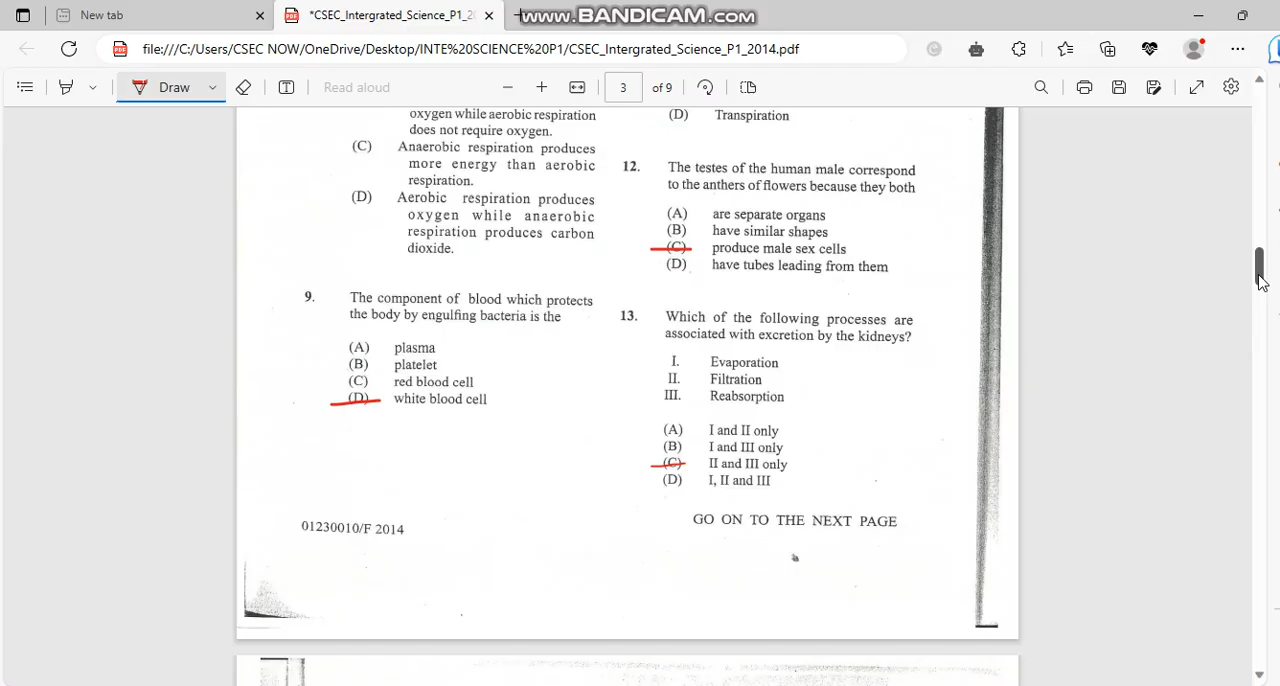 New tab
*CSEC_Intergrated_Science_P1_2
www.BANDICAM.com
file:///C:/Users/CSEC NOW/OneDrive/Desktop/INTE%20SCIENCE%20P1/CSEC_Intergrated_Science_P1_2014.pdf
Draw
Read aloud
3 of 9
oxygen while aerobic respiration
does not require oxygen.
(C) Anaerobic respiration produces
more energy than aerobic
respiration.
(D) Aerobic respiration produces
oxygen while anaerobic
respiration produces carbon
dioxide.
9. The component of blood which protects
the body by engulfing bacteria is the
(A) plasma
(B) platelet
(C) red blood cell
(D) white blood cell
01230010/F 2014
(D) Transpiration
12. The testes of the human male correspond
to the anthers of flowers because they both
(A) are separate organs
(B) have similar shapes
(C) produce male sex cells
(D) have tubes leading from them
13. Which of the following processes are
associated with excretion by the kidneys?
I. Evaporation
II. Filtration
III. Reabsorption
(A) I and II only
(B) I and III only
(C) II and III only
(D) I, II and III
GO ON TO THE NEXT PAGE